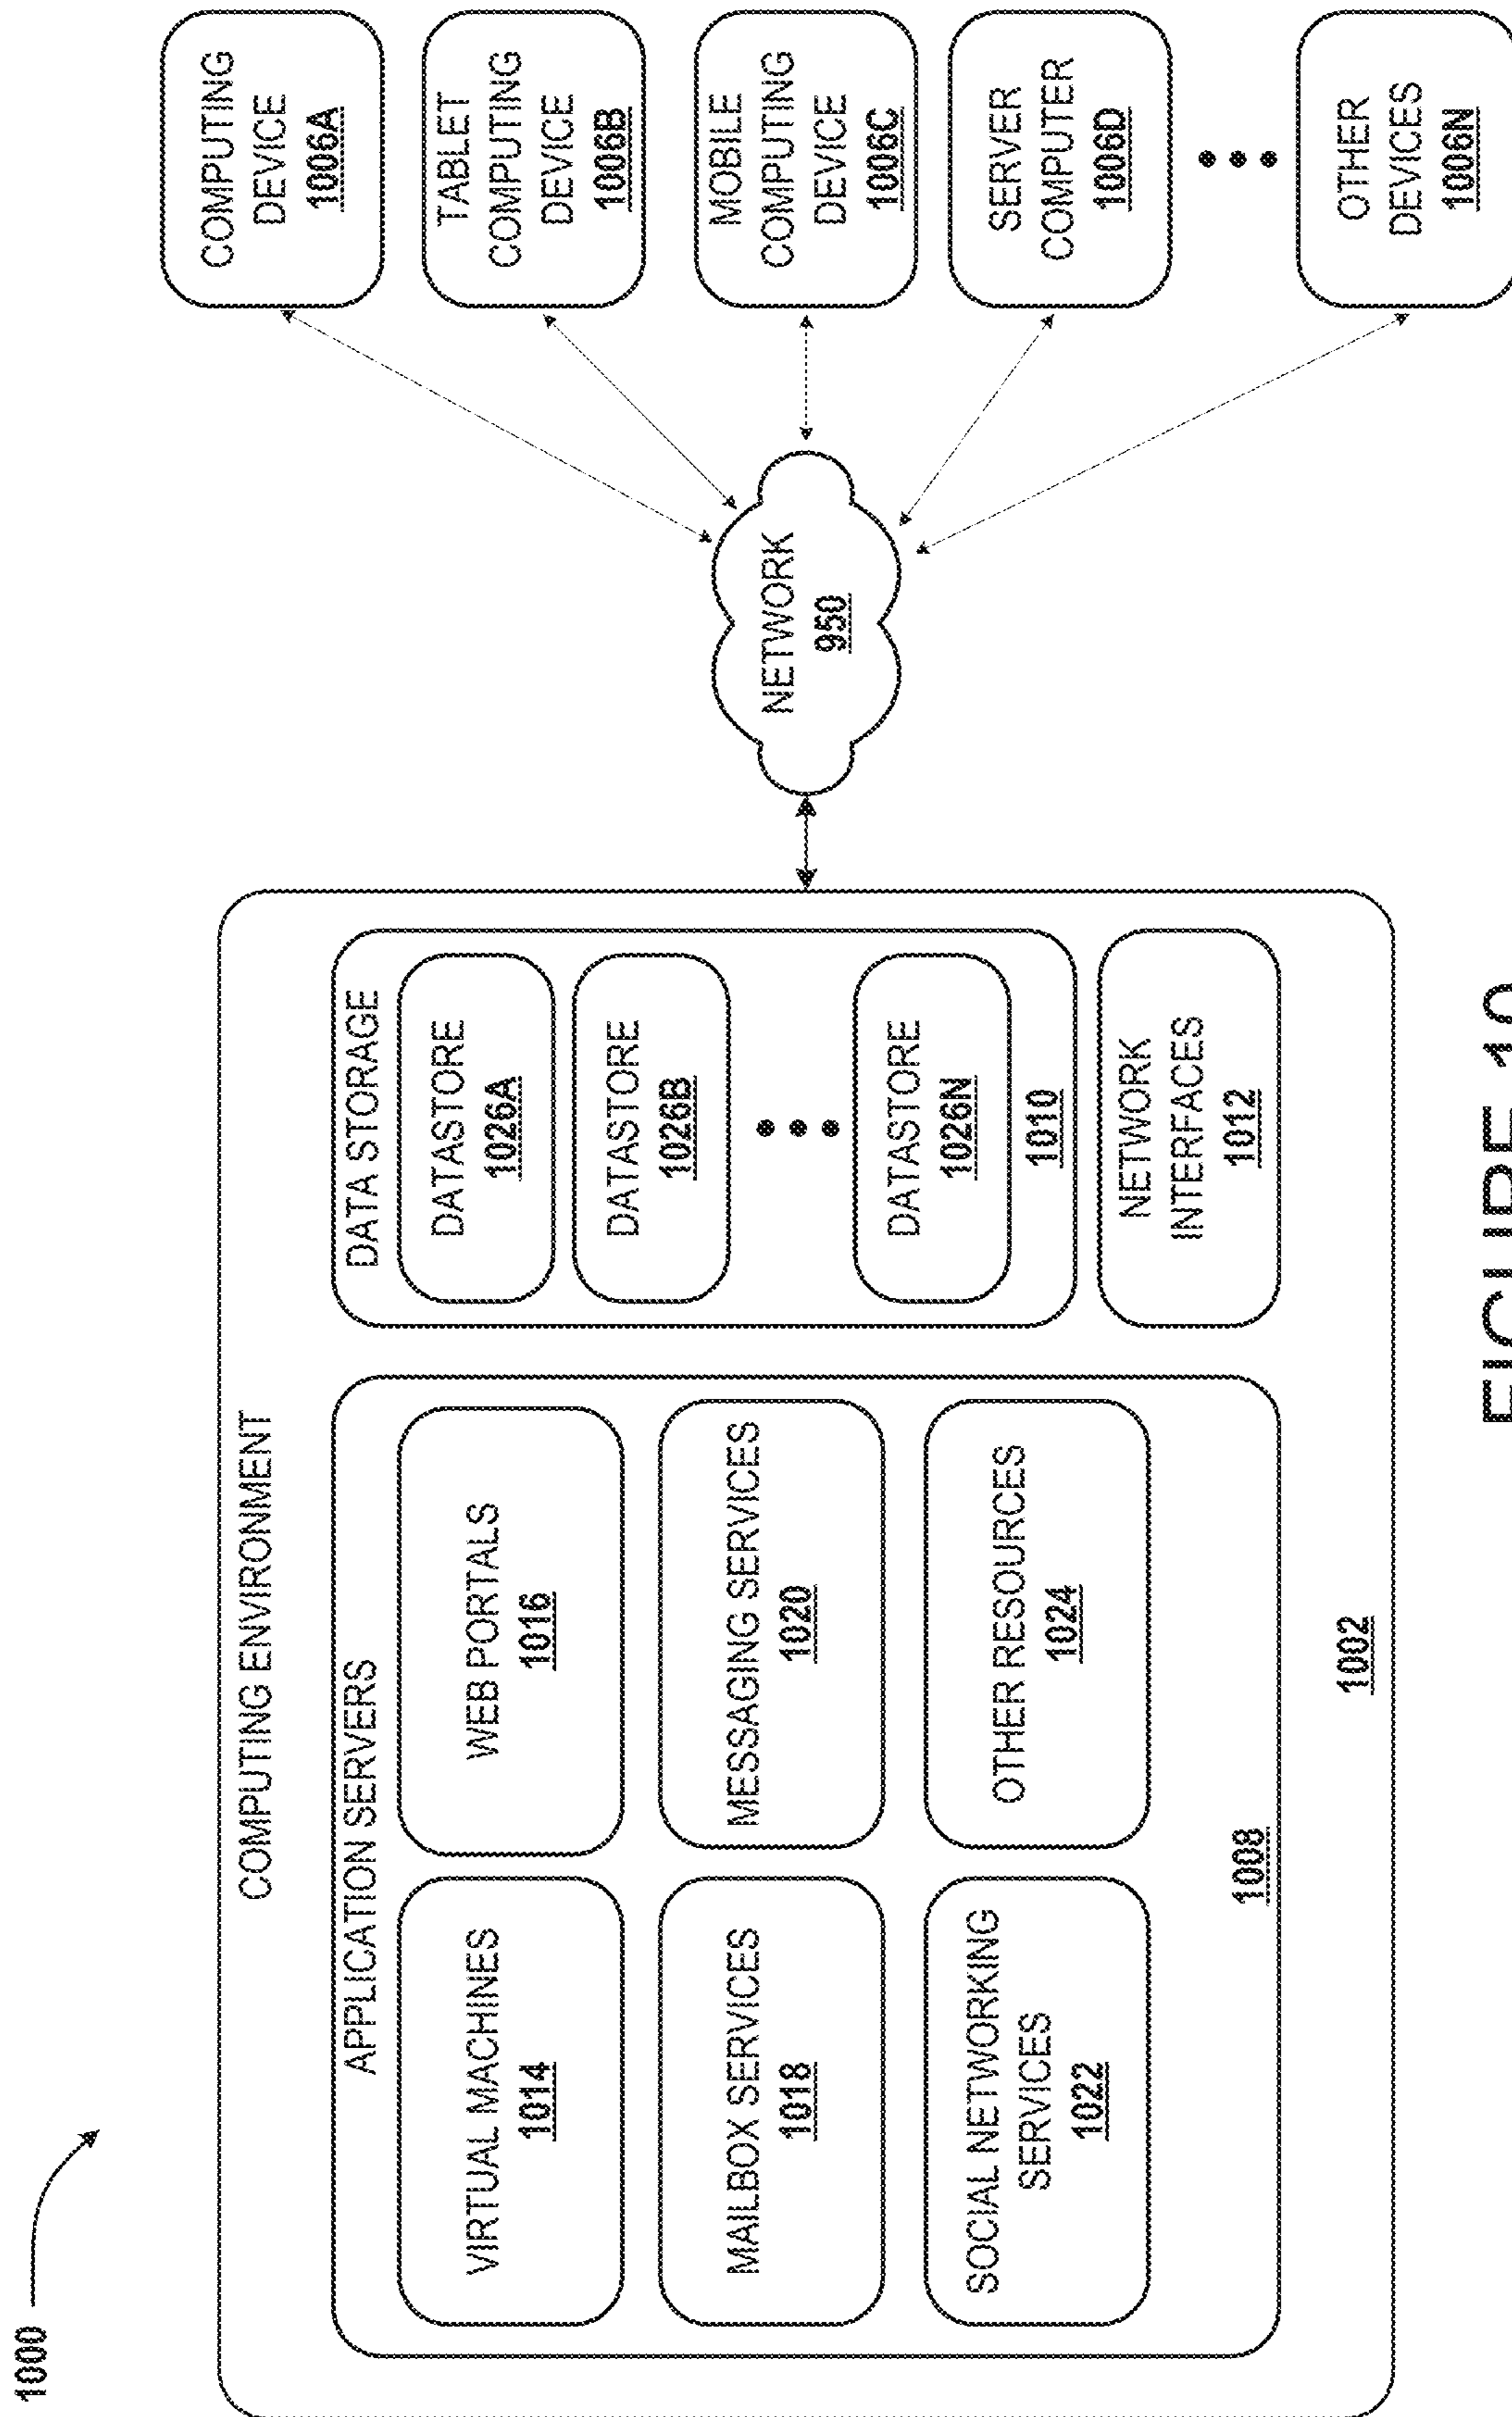 1000
COMPUTING ENVIRONMENT
APPLICATION SERVERS
VIRTUAL MACHINES
1014
WEB PORTALS
1016
MAILBOX SERVICES
1018
MESSAGING SERVICES
1020
SOCIAL NETWORKING
SERVICES
1022
OTHER RESOURCES
1024
1008
DATA STORAGE
DATASTORE
1026A
DATASTORE
1026B
DATASTORE
1026N
1010
NETWORK
INTERFACES
1012
1002
NETWORK
950
COMPUTING
DEVICE
1006A
TABLET
COMPUTING
DEVICE
1006B
MOBILE
COMPUTING
DEVICE
1006C
SERVER
COMPUTER
1006D
OTHER
DEVICES
1006N
FIGURE 10